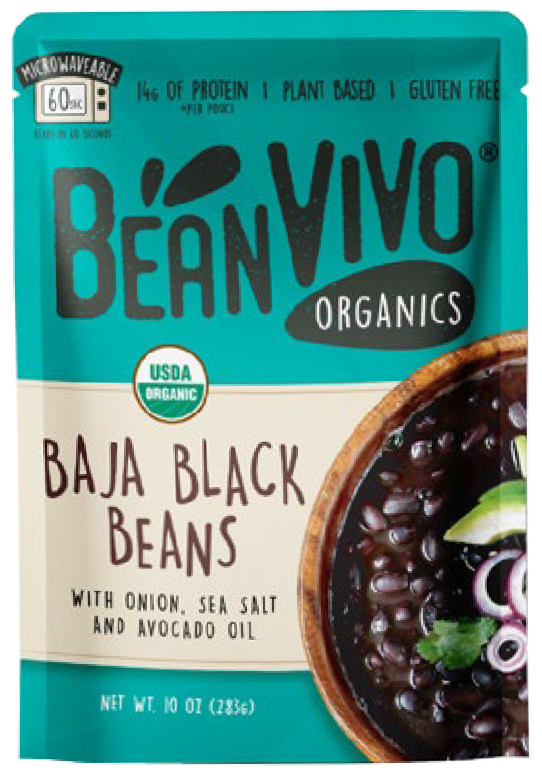 MICROWAVEABLE
60 SEC
READY IN 60 SECONDS
14G OF PROTEIN | PLANT BASED | GLUTEN FREE
*PER POUCH
BÉANVIVO®
ORGANICS
USDA
ORGANIC
BAJA BLACK
BEANS
WITH ONION, SEA SALT
AND AVOCADO OIL
NET WT. 10 OZ (283G)